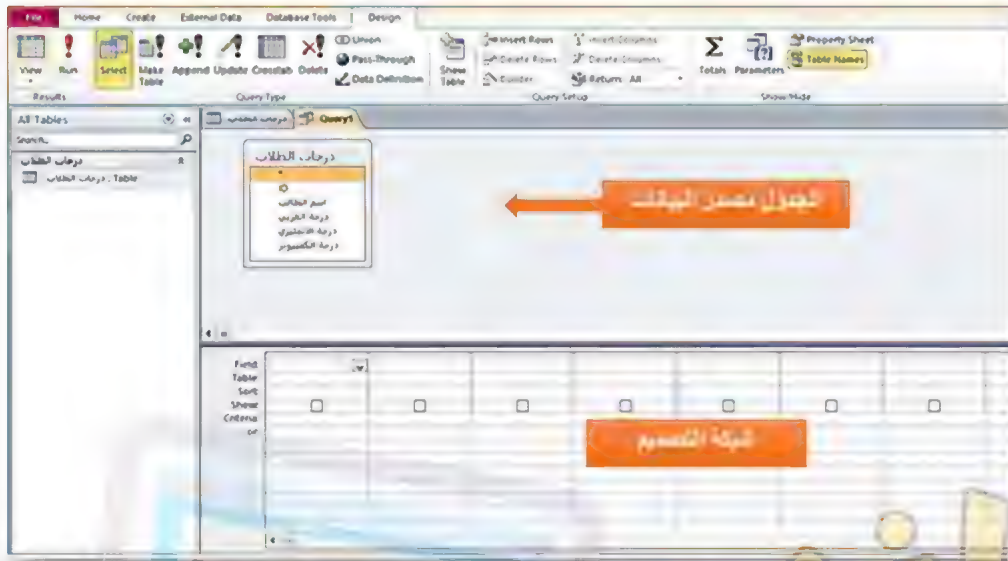 File Home Create External Data Database Tools Design
View Run Select Make Table Append Update Crosstab Delete
Union
Pass-Through
Data Definition
Show Table
Insert Rows
Delete Rows
Builder
Insert Columns
Delete Columns
Return: All
Totals Parameters
Property Sheet
Table Names
Results Query Type Query Setup Show/Hide
All Tables
Search...
درجات الطلاب
درجات الطلاب : Table
درجات الطلاب Query1
درجات الطلاب
*
ID
اسم الطالب
درجة العربي
درجة الانجليزي
درجة الكمبيوتر
الجدول مصدر البيانات
Field:
Table:
Sort:
Show:
Criteria:
or:
شبكة التصميم